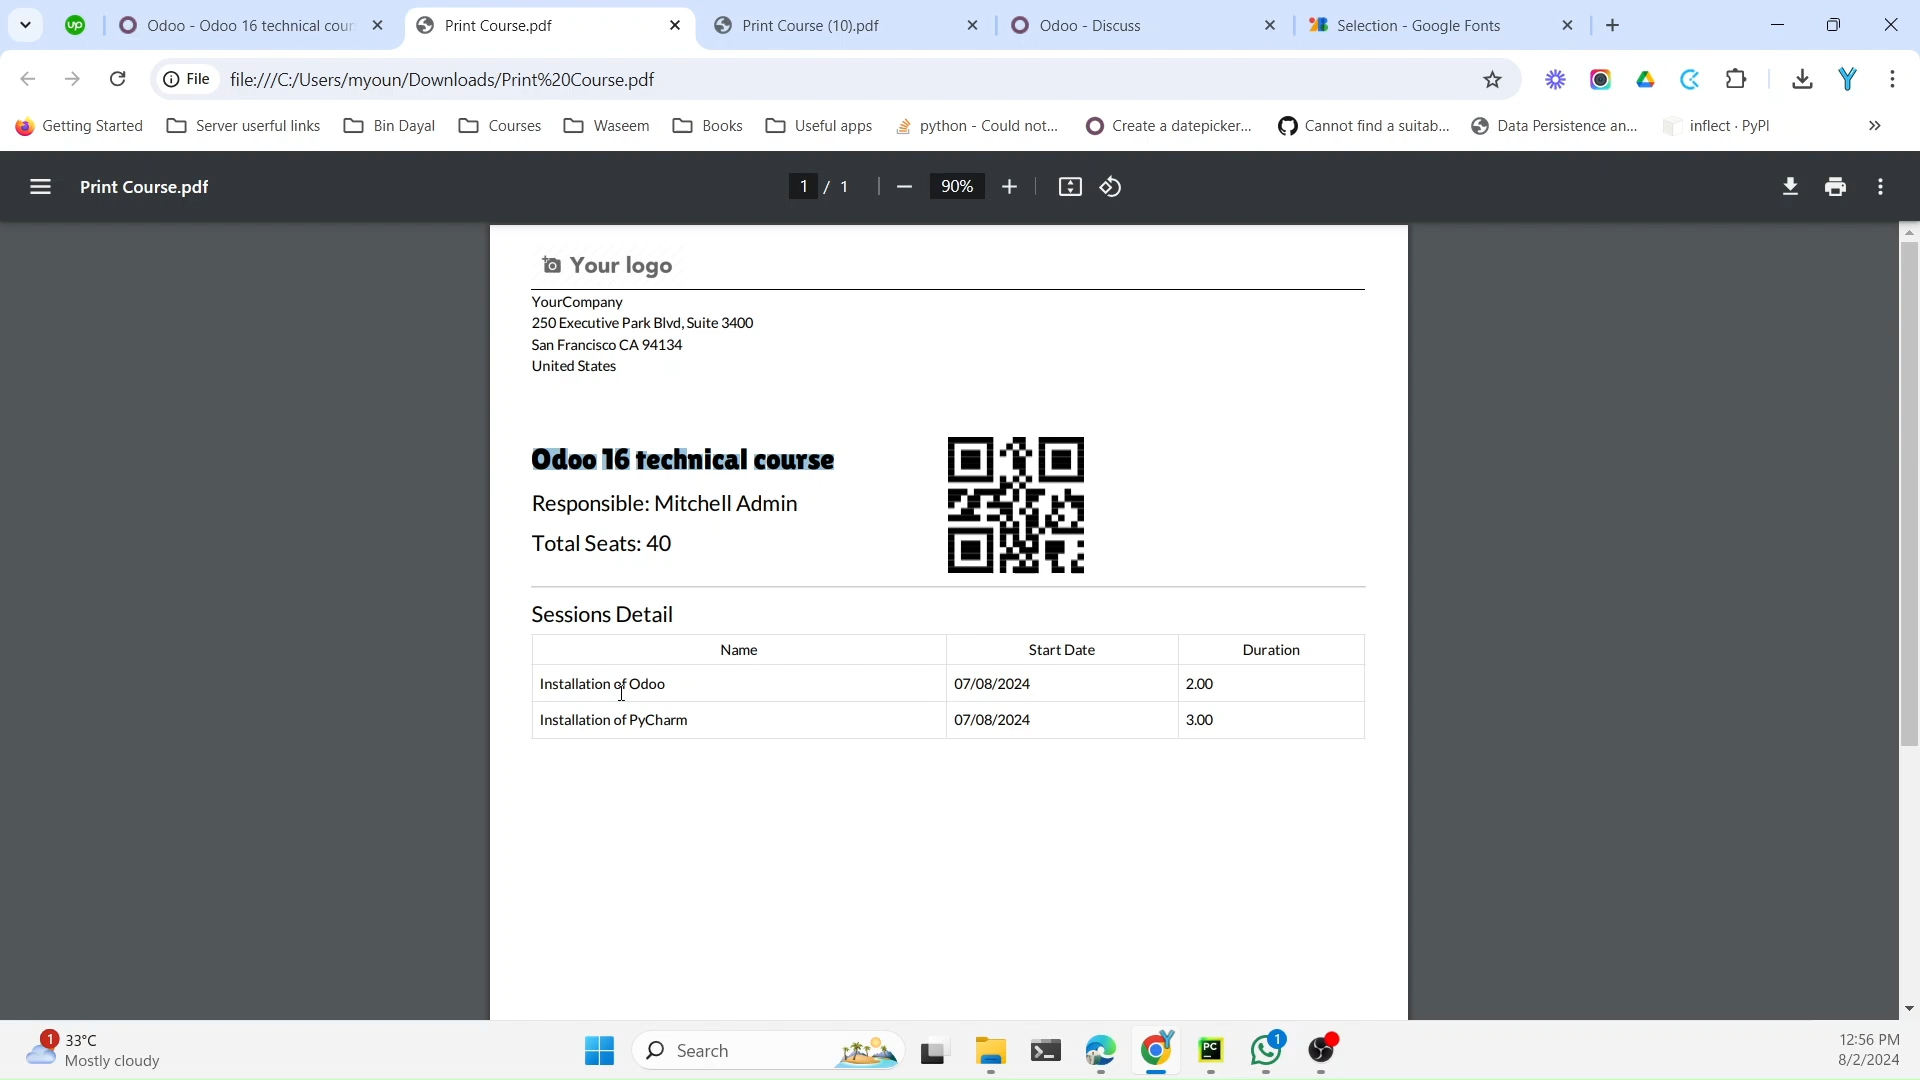 Odoo - Odoo 16 technical cour
Print Course.pdf
Print Course (10).pdf
Odoo - Discuss
Selection - Google Fonts
File
file:///C:/Users/myoun/Downloads/Print%20Course.pdf
Getting Started
Server userful links
Bin Dayal
Courses
Waseem
Books
Useful apps
python - Could not...
Create a datepicker...
Cannot find a suitab...
Data Persistence an...
inflect · PyPI
Print Course.pdf
1 / 1
90%
Your logo
YourCompany
250 Executive Park Blvd, Suite 3400
San Francisco CA 94134
United States
Odoo 16 technical course
Responsible: Mitchell Admin
Total Seats: 40
Sessions Detail
Name Start Date Duration
Installation of Odoo 07/08/2024 2.00
Installation of PyCharm 07/08/2024 3.00
1
33°C
Mostly cloudy
Search
PC
1
12:56 PM
8/2/2024